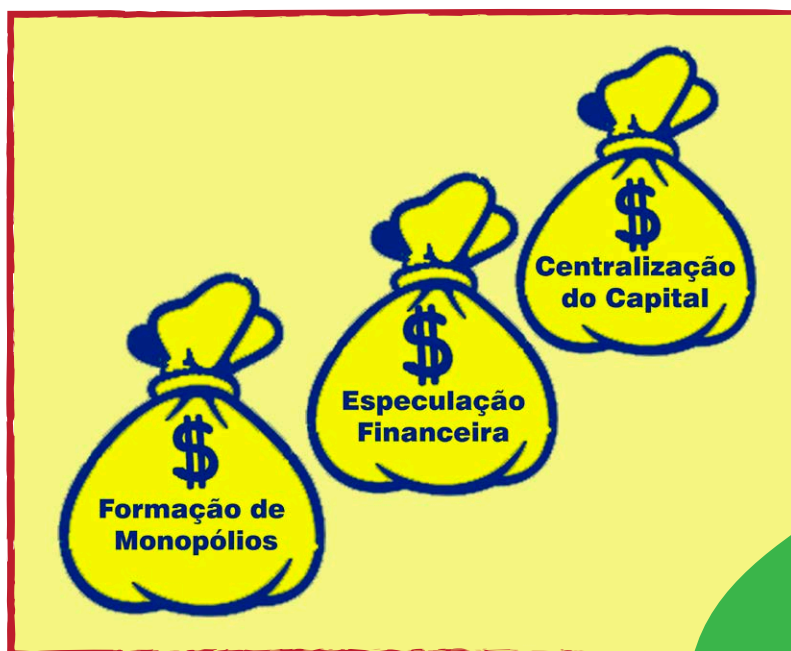 $
Formação de
Monopólios
$
Especulação
Financeira
$
Centralização
do Capital